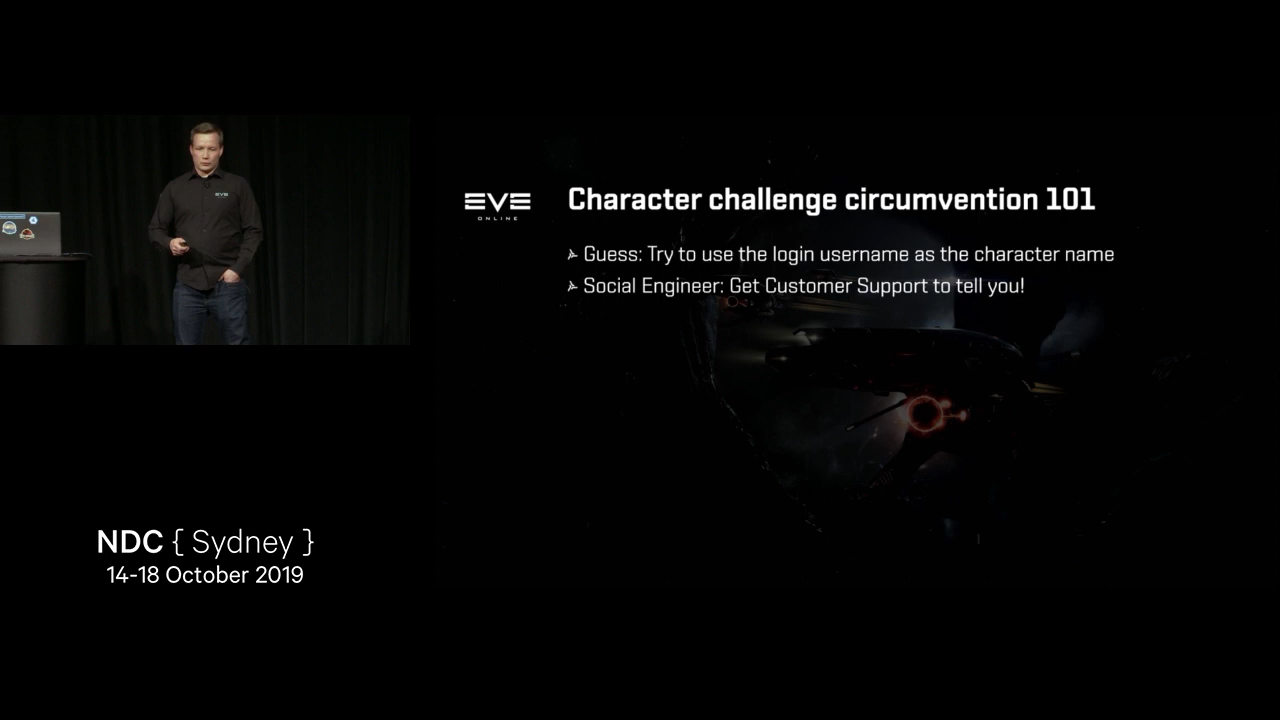 EVE
ONLINE
Character challenge circumvention 101
Guess: Try to use the login username as the character name
Social Engineer: Get Customer Support to tell you!
EVE
NDC { Sydney }
14-18 October 2019